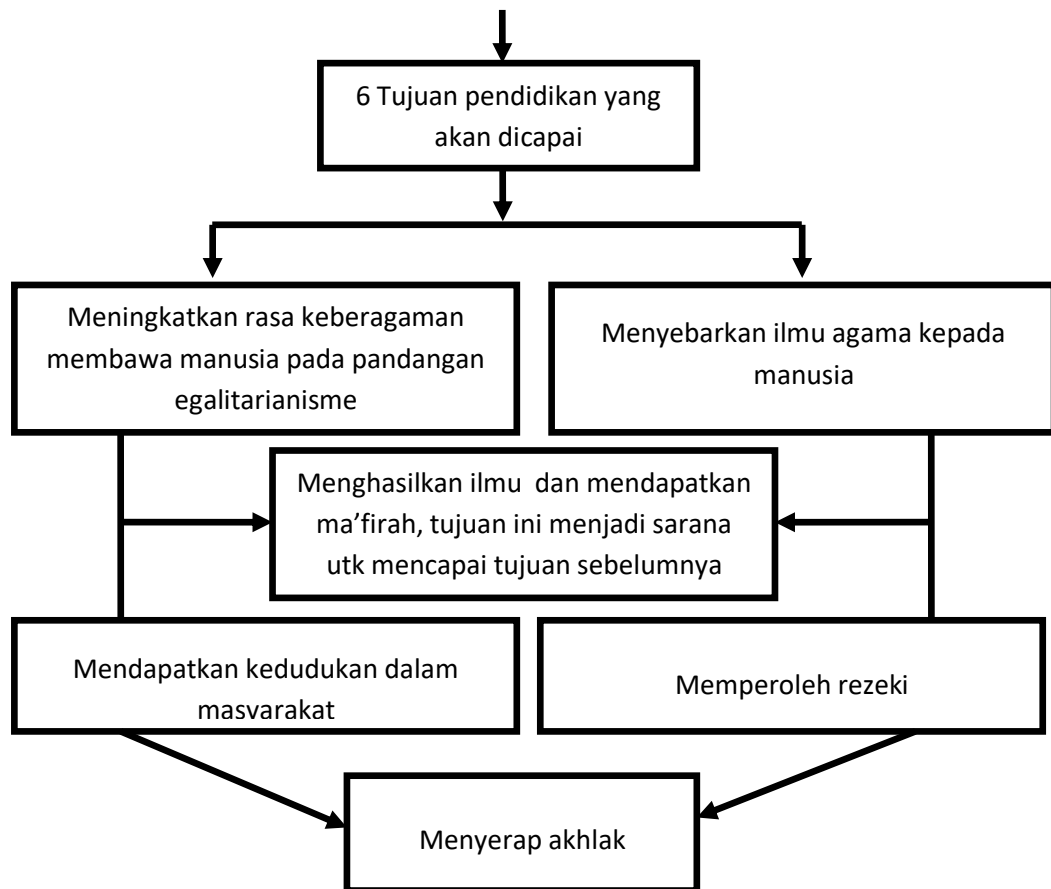 6 Tujuan pendidikan yang
akan dicapai
Meningkatkan rasa keberagaman
membawa manusia pada pandangan
egalitarianisme
Menyebarkan ilmu agama kepada
manusia
Menghasilkan ilmu dan mendapatkan
ma’firah, tujuan ini menjadi sarana
utk mencapai tujuan sebelumnya
Mendapatkan kedudukan dalam
masyarakat
Memperoleh rezeki
Menyerap akhlak